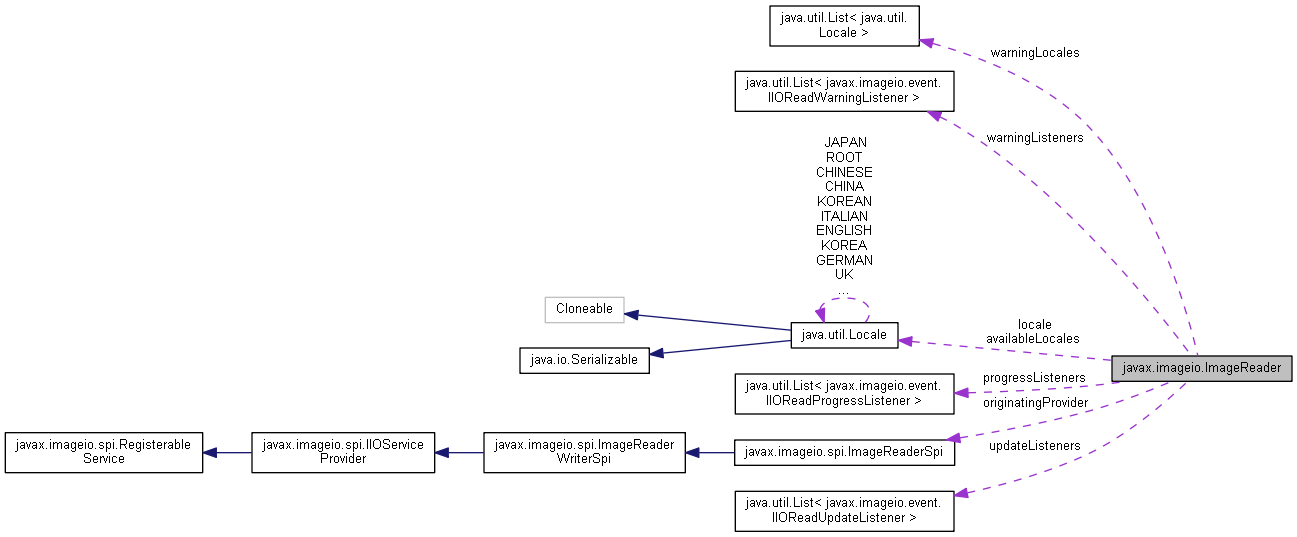 java.util.List< java.util.
Locale >
warningLocales
java.util.List< javax.imageio.event.
IIOReadWarningListener >
warningListeners
JAPAN
ROOT
CHINESE
CHINA
KOREAN
ITALIAN
ENGLISH
KOREA
GERMAN
UK
...
Cloneable
java.util.Locale
locale
availableLocales
java.io.Serializable
javax.imageio.ImageReader
java.util.List< javax.imageio.event.
IIOReadProgressListener >
progressListeners
originatingProvider
javax.imageio.spi.Registerable
Service
javax.imageio.spi.IIOService
Provider
javax.imageio.spi.ImageReader
WriterSpi
javax.imageio.spi.ImageReaderSpi
updateListeners
java.util.List< javax.imageio.event.
IIOReadUpdateListener >